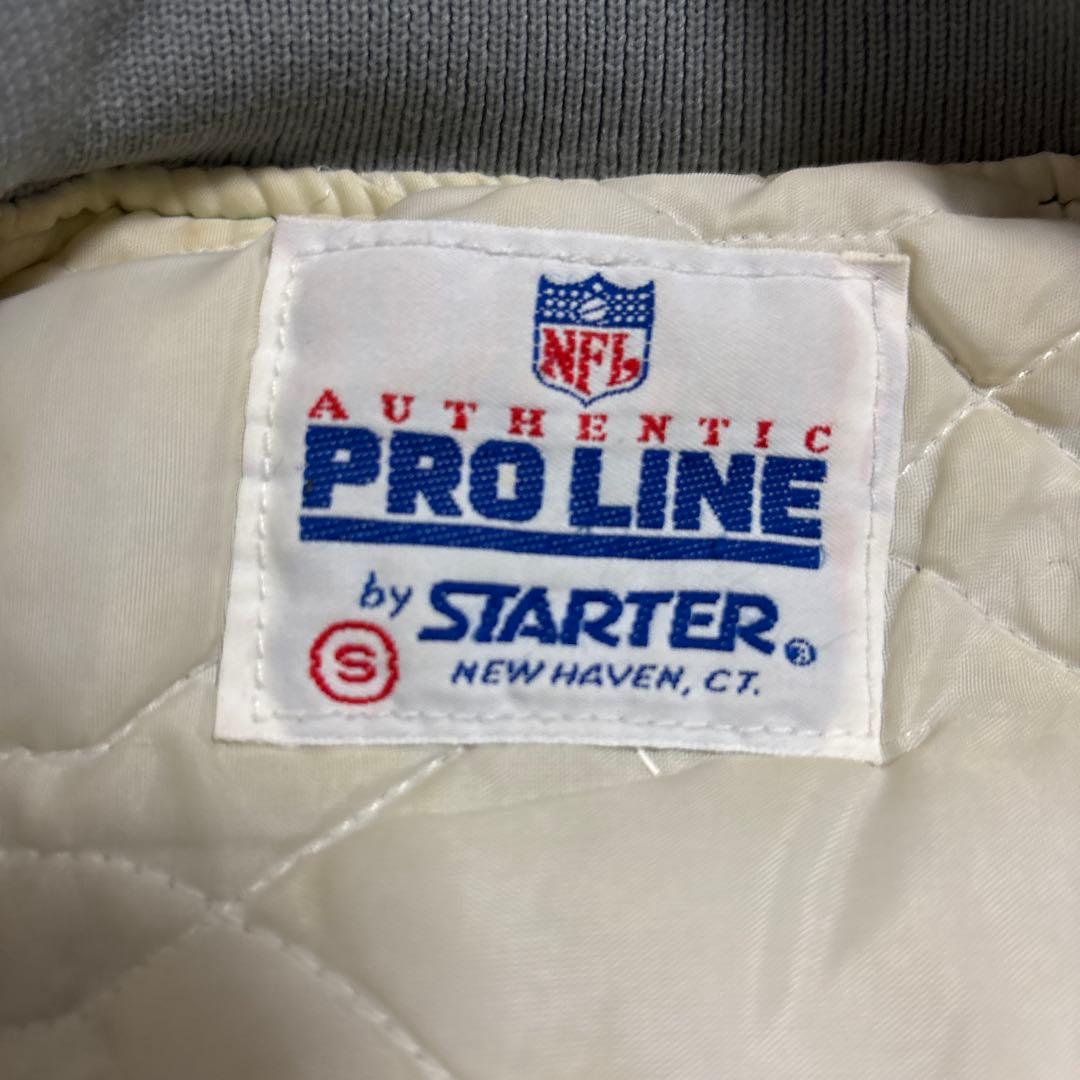 NFL
AUTHENTIC
PRO LINE
by STARTER®
S
NEW HAVEN, CT.